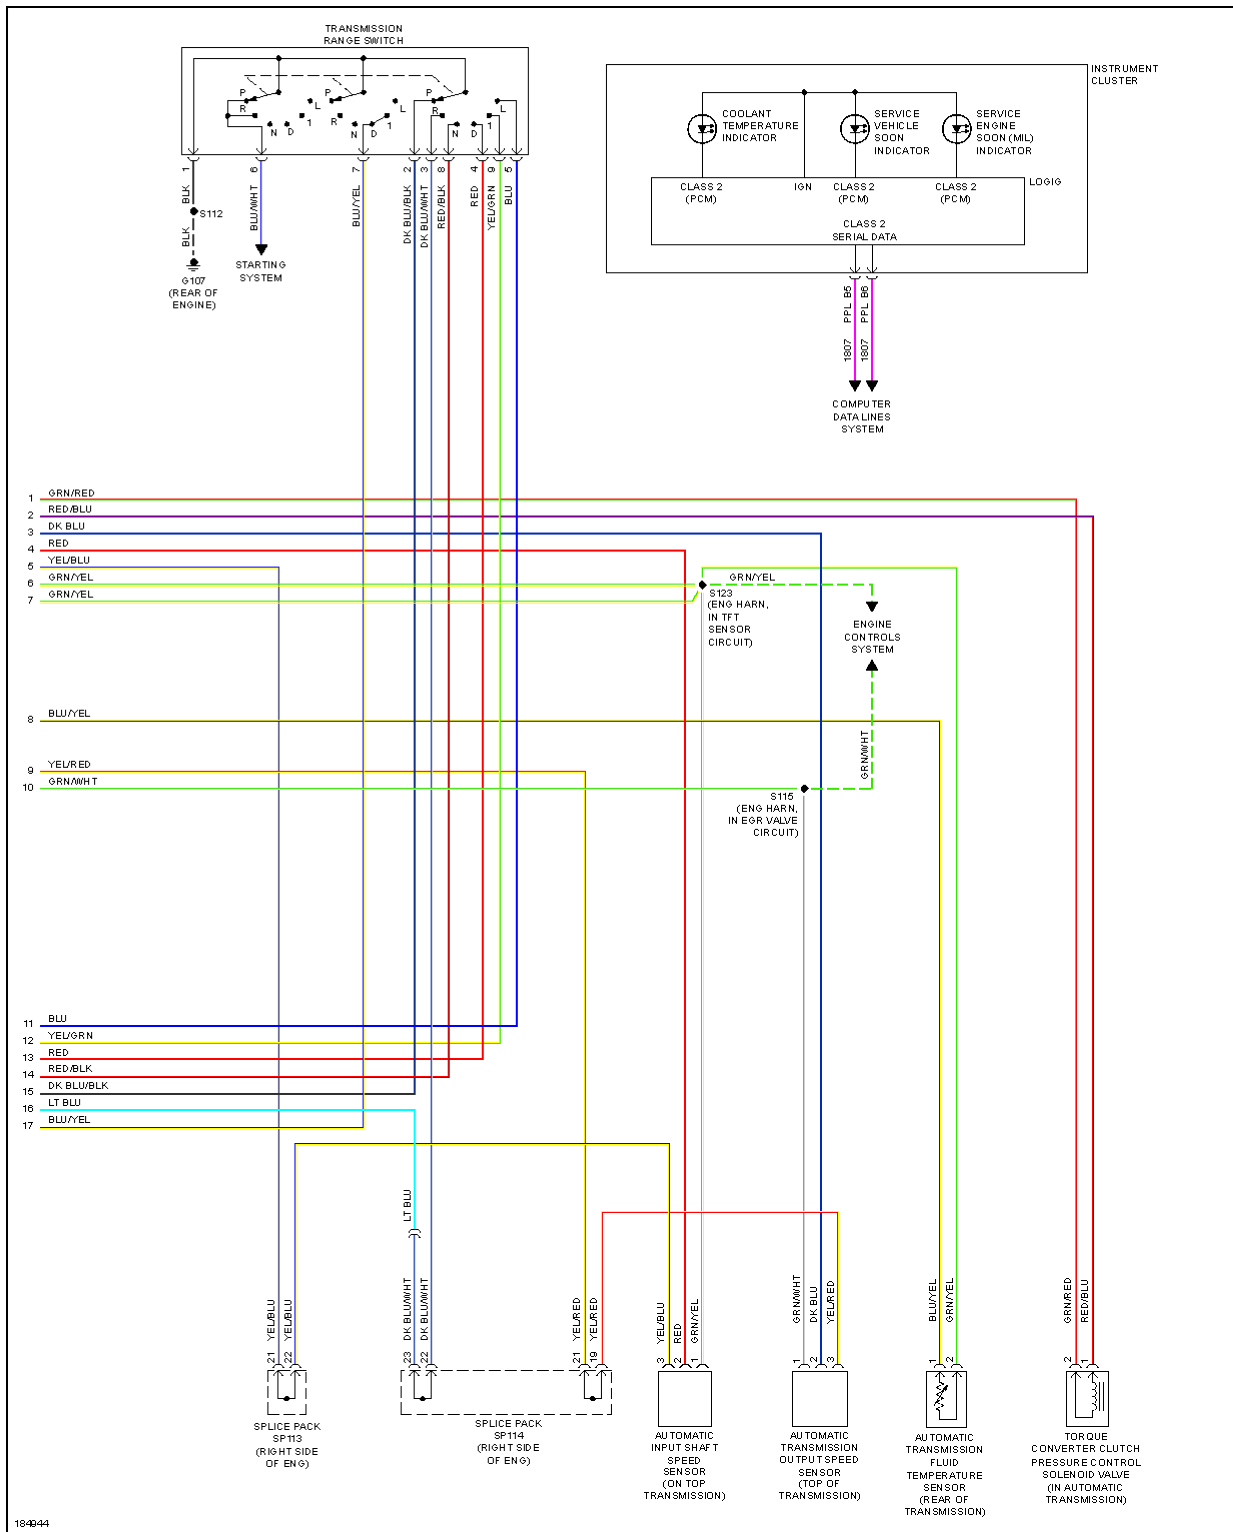 TRANSMISSION
RANGE SWITCH
P
R
N
D
1
L
P
R
N
D
1
L
P
R
N
D
1
L
1
6
7
2
3
8
4
9
5
BLK
BLU/WHT
BLU/YEL
DK BLU/BLK
DK BLU/WHT
RED/BLK
RED
YEL/GRN
BLU
S112
BLK
G107
(REAR OF
ENGINE)
STARTING
SYSTEM
INSTRUMENT
CLUSTER
COOLANT
TEMPERATURE
INDICATOR
SERVICE
VEHICLE
SOON
INDICATOR
SERVICE
ENGINE
SOON (MIL)
INDICATOR
LOGIG
CLASS 2
(PCM)
IGN
CLASS 2
(PCM)
CLASS 2
(PCM)
CLASS 2
SERIAL DATA
PPL B5
PPL B6
1807
1807
COMPUTER
DATA LINES
SYSTEM
1 GRN/RED
2 RED/BLU
3 DK BLU
4 RED
5 YEL/BLU
6 GRN/YEL
7 GRN/YEL
GRN/YEL
S123
(ENG HARN,
IN TFT
SENSOR
CIRCUIT)
ENGINE
CONTROLS
SYSTEM
8 BLU/YEL
GRN/WHT
9 YEL/RED
10 GRN/WHT
S115
(ENG HARN,
IN EGR VALVE
CIRCUIT)
11 BLU
12 YEL/GRN
13 RED
14 RED/BLK
15 DK BLU/BLK
16 LT BLU
17 BLU/YEL
LT BLU
YEL/BLU
YEL/BLU
DK BLU/WHT
DK BLU/WHT
YEL/RED
YEL/RED
YEL/BLU
RED
GRN/YEL
GRN/WHT
DK BLU
YEL/RED
BLU/YEL
GRN/YEL
GRN/RED
RED/BLU
21
22
23
22
21
19
3
2
1
1
2
3
1
2
2
1
SPLICE PACK
SP113
(RIGHT SIDE
OF ENG)
SPLICE PACK
SP114
(RIGHT SIDE
OF ENG)
AUTOMATIC
INPUT SHAFT
SPEED
SENSOR
(ON TOP
TRANSMISSION)
AUTOMATIC
TRANSMISSION
OUTPUT SPEED
SENSOR
(TOP OF
TRANSMISSION)
AUTOMATIC
TRANSMISSION
FLUID
TEMPERATURE
SENSOR
(REAR OF
TRANSMISSION)
TORQUE
CONVERTER CLUTCH
PRESSURE CONTROL
SOLENOID VALVE
(IN AUTOMATIC
TRANSMISSION)
184944